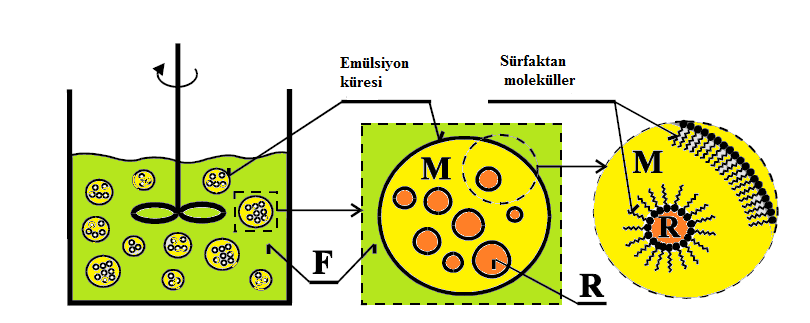 Emülsiyon
küresi
Sürfaktan
moleküller
M
M
R
F
R